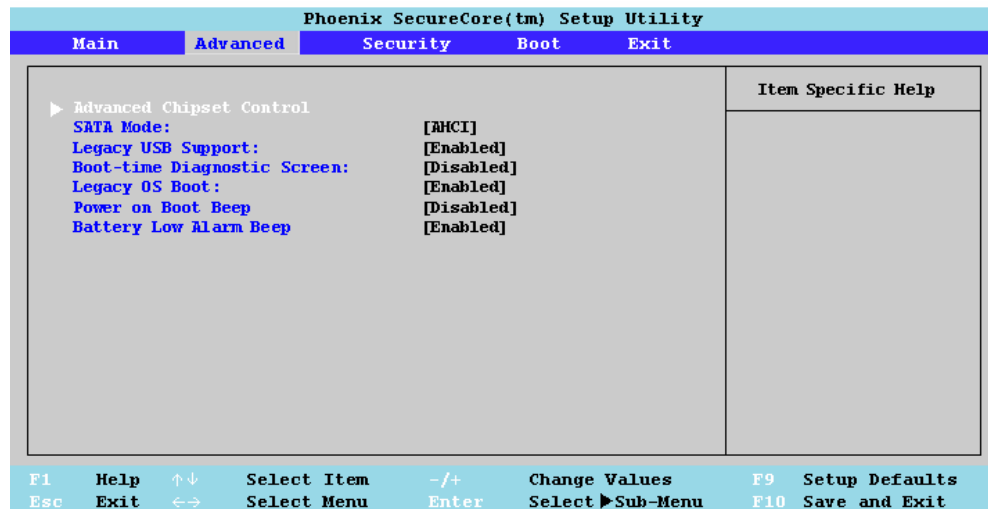 Phoenix SecureCore(tm) Setup Utility
Main Advanced Security Boot Exit
Item Specific Help
▶ Advanced Chipset Control
SATA Mode: [AHCI]
Legacy USB Support: [Enabled]
Boot-time Diagnostic Screen: [Disabled]
Legacy OS Boot: [Enabled]
Power on Boot Beep [Disabled]
Battery Low Alarm Beep [Enabled]
F1 Help ↑↓ Select Item -/+ Change Values F9 Setup Defaults
Esc Exit ←→ Select Menu Enter Select ▶Sub-Menu F10 Save and Exit